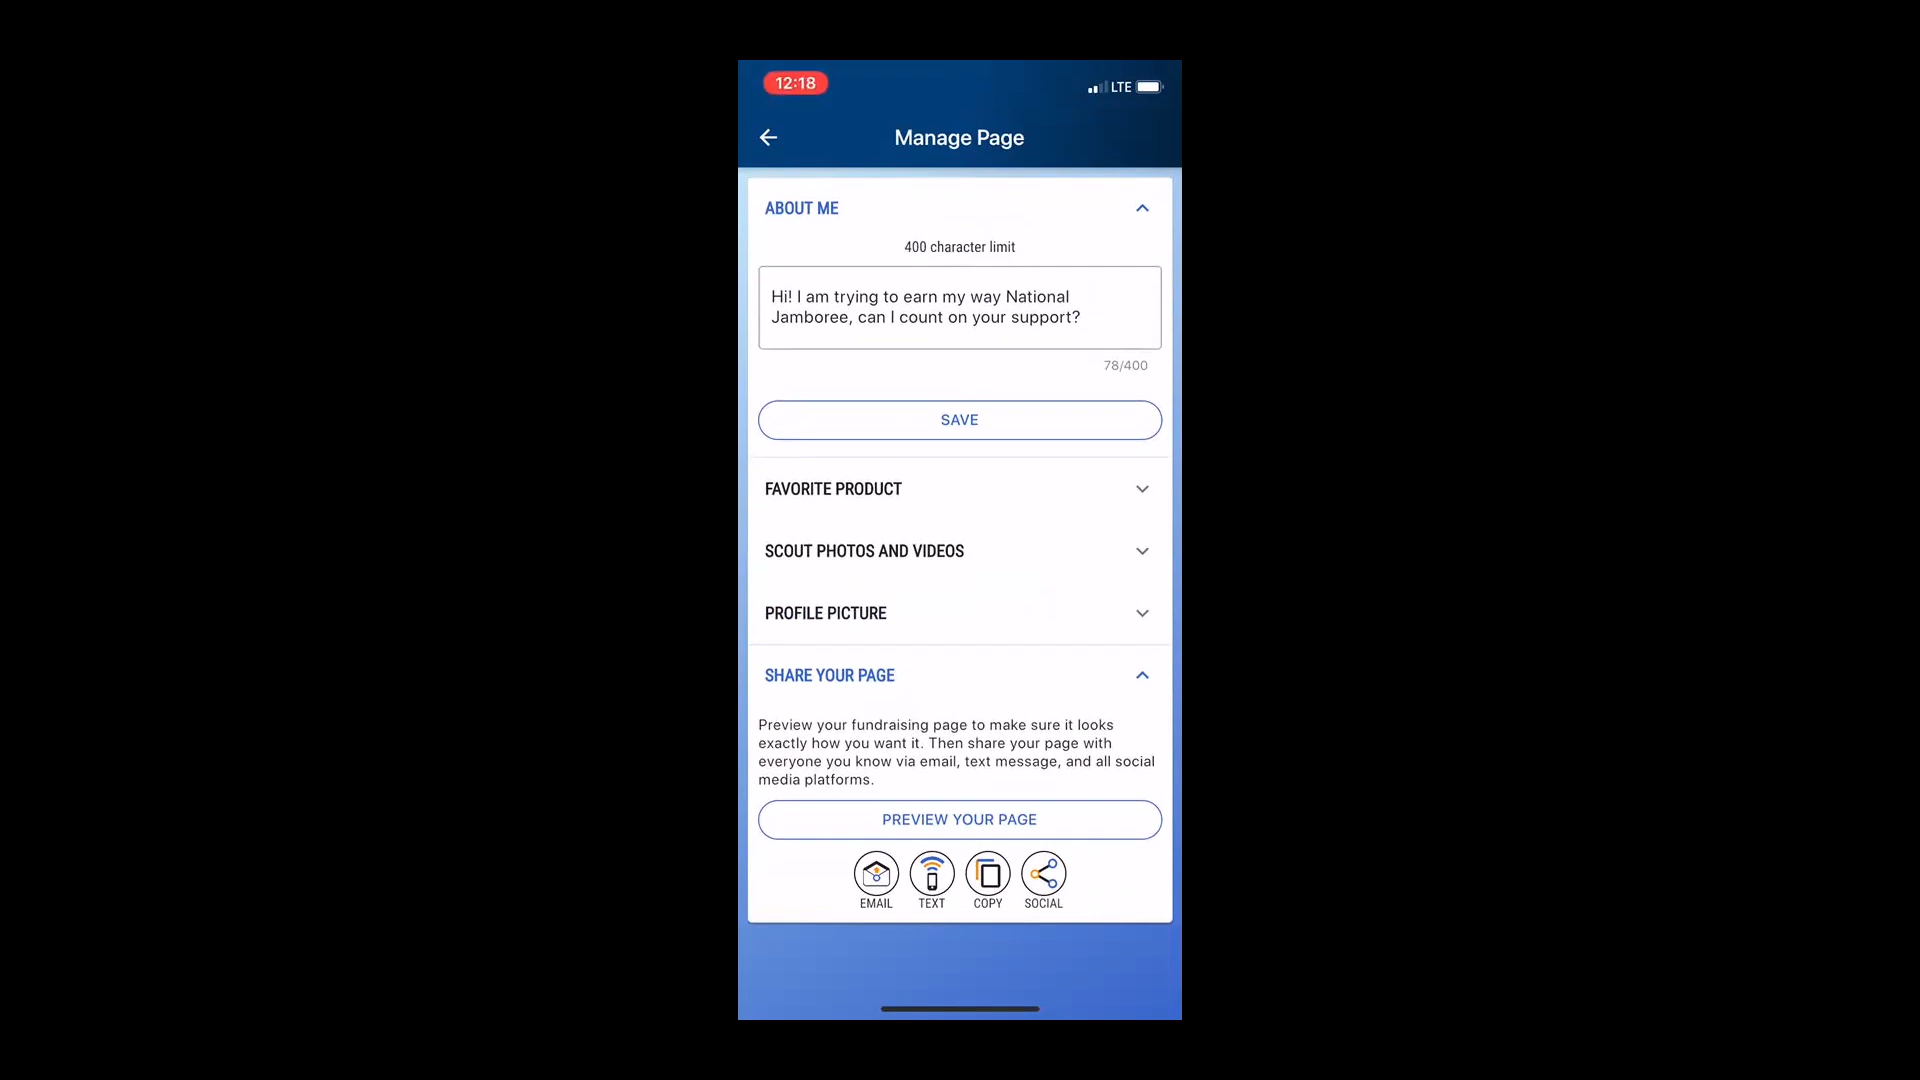 12:18
LTE
Manage Page
ABOUT ME
400 character limit
Hi! I am trying to earn my way National
Jamboree, can I count on your support?
78/400
SAVE
FAVORITE PRODUCT
SCOUT PHOTOS AND VIDEOS
PROFILE PICTURE
SHARE YOUR PAGE
Preview your fundraising page to make sure it looks
exactly how you want it. Then share your page with
everyone you know via email, text message, and all social
media platforms.
PREVIEW YOUR PAGE
EMAIL TEXT COPY SOCIAL